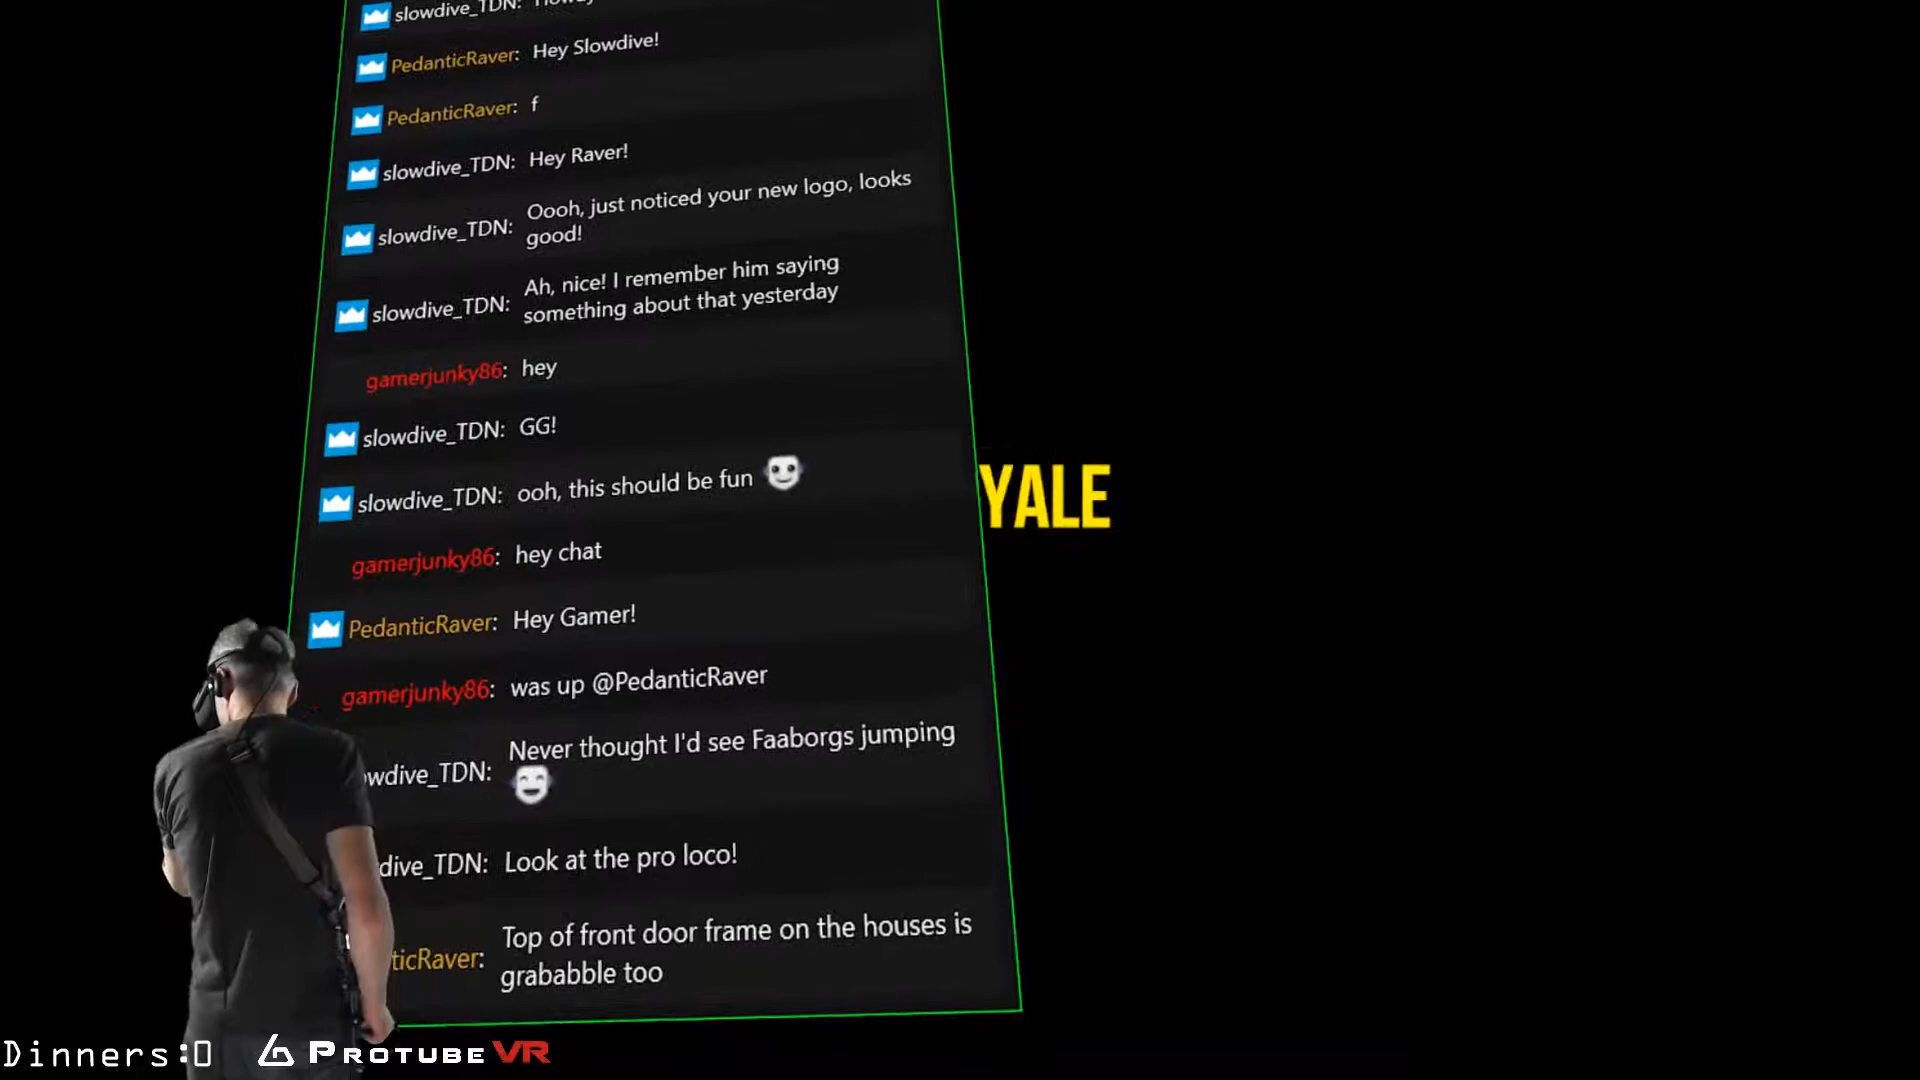 slowdive_TDN:
PedanticRaver: Hey Slowdive!
PedanticRaver: f
slowdive_TDN: Hey Raver!
slowdive_TDN: Oooh, just noticed your new logo, looks
good!
slowdive_TDN: Ah, nice! I remember him saying
something about that yesterday
gamerjunky86: hey
slowdive_TDN: GG!
slowdive_TDN: ooh, this should be fun
gamerjunky86: hey chat
PedanticRaver: Hey Gamer!
gamerjunky86: was up @PedanticRaver
owdive_TDN: Never thought I'd see Faaborgs jumping
dive_TDN: Look at the pro loco!
ticRaver: Top of front door frame on the houses is
grababble too
YALE
Dinners:0 PROTUBEVR